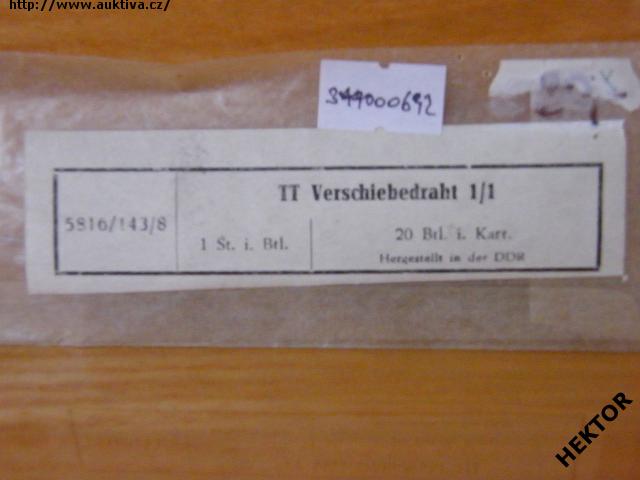 http://www.auktiva.cz/
344000692
TT Verschiebedraht 1/1
5816/143/8
1 St. i. Btl.
20 Btl. i. Kart.
Hergestellt in der DDR
HEKTOR